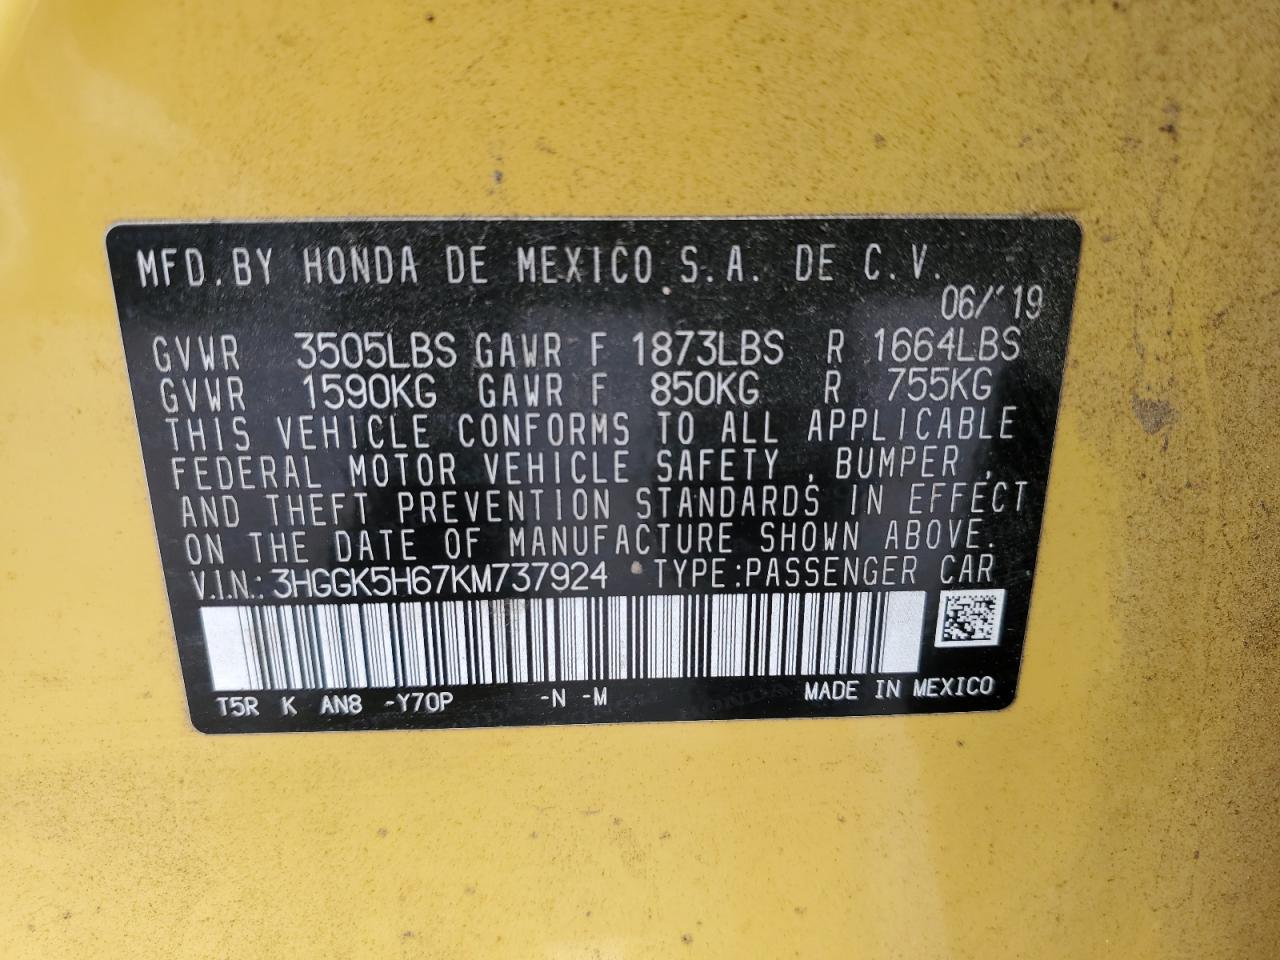 MFD.BY HONDA DE MEXICO S.A. DE C.V.
06/'19
GVWR 3505LBS GAWR F 1873LBS R 1664LBS
GVWR 1590KG GAWR F 850KG R 755KG
THIS VEHICLE CONFORMS TO ALL APPLICABLE
FEDERAL MOTOR VEHICLE SAFETY , BUMPER ,
AND THEFT PREVENTION STANDARDS IN EFFECT
ON THE DATE OF MANUFACTURE SHOWN ABOVE.
V.I.N.: 3HGGK5H67KM737924 TYPE:PASSENGER CAR
T5R K AN8 -Y70P -N -M MADE IN MEXICO